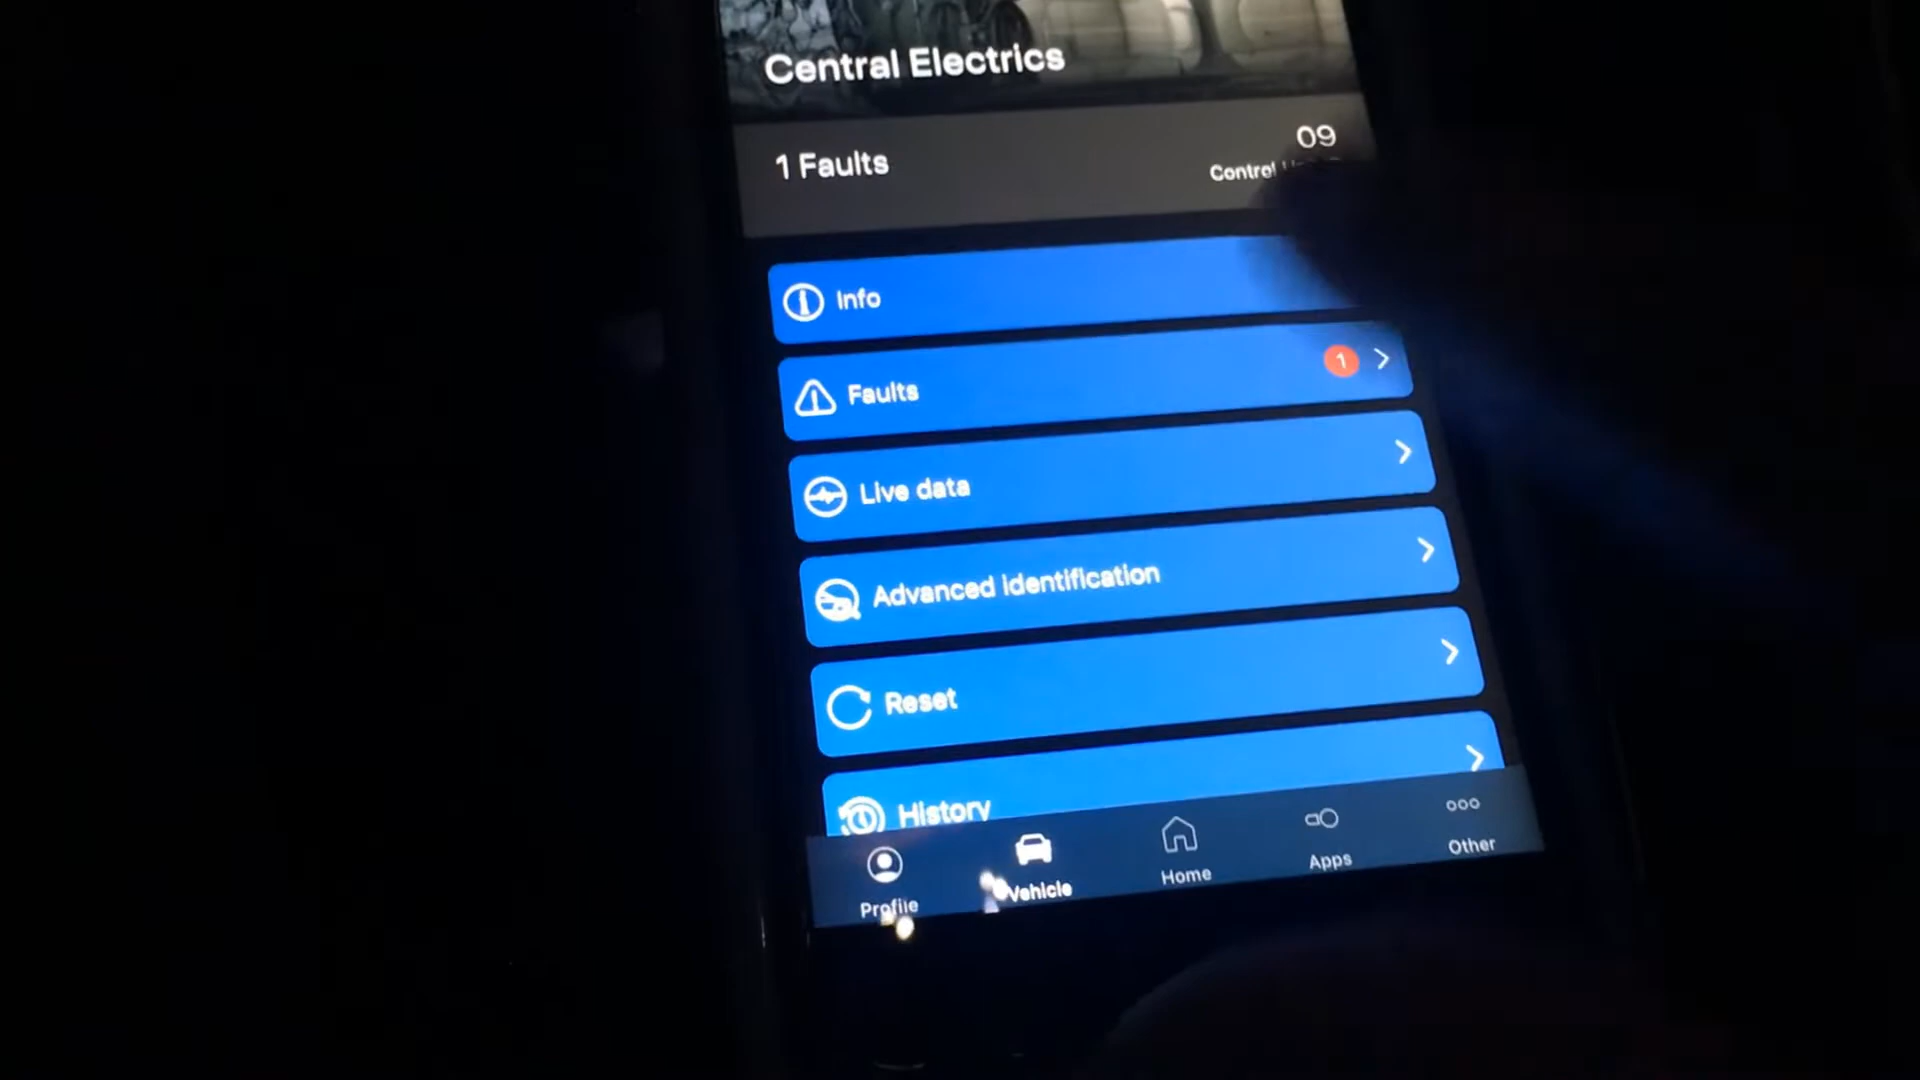 Central Electrics
1 Faults
09
Control
Info
Faults
1
Live data
Advanced identification
Reset
History
Profile
Vehicle
Home
Apps
Other